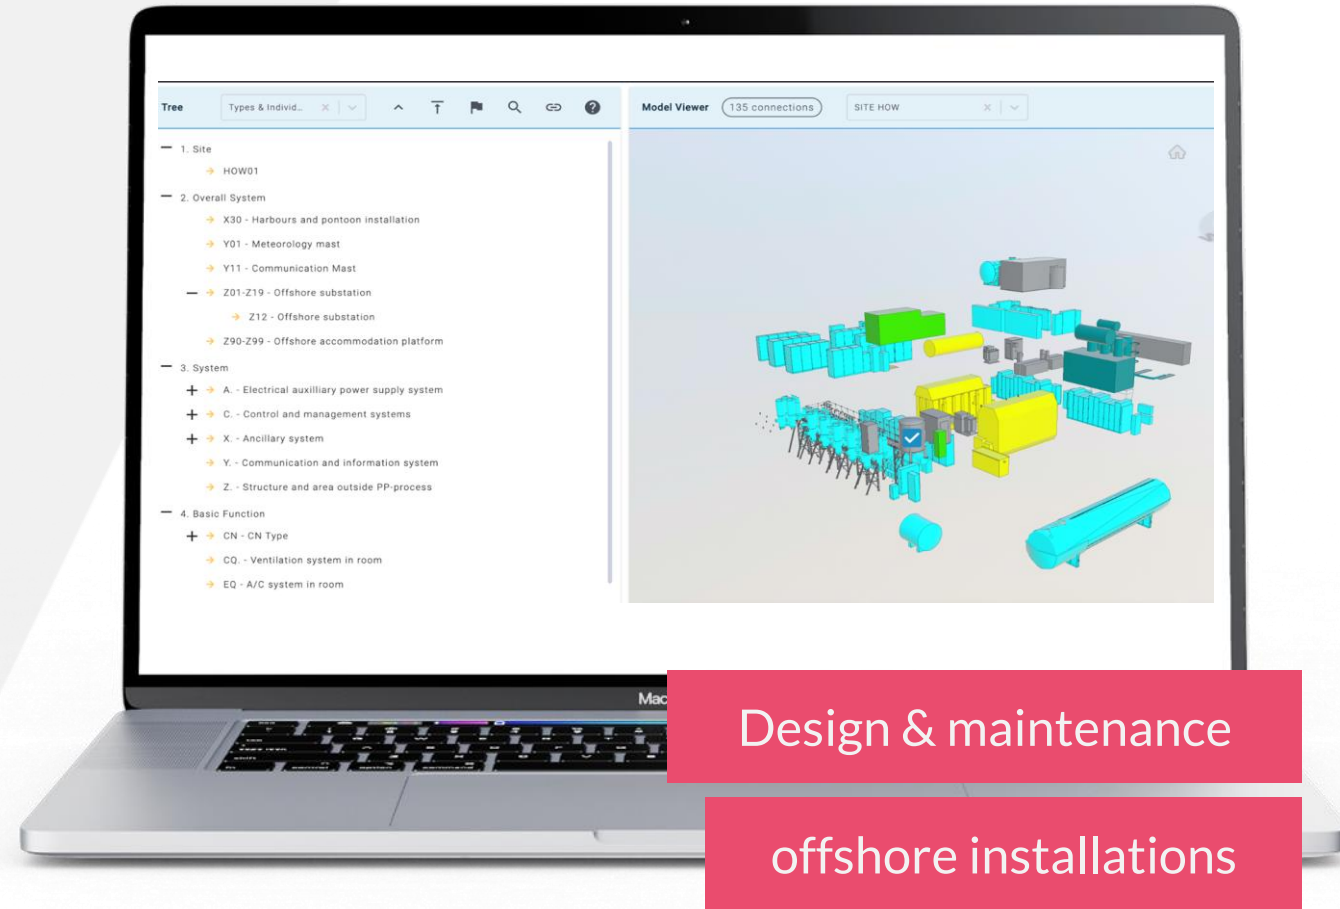 Tree
Types & Individ...
Model Viewer
135 connections
SITE HOW
1. Site
HOW01
2. Overall System
X30 - Harbours and pontoon installation
Y01 - Meteorology mast
Y11 - Communication Mast
Z01-Z19 - Offshore substation
Z12 - Offshore substation
Z90-Z99 - Offshore accommodation platform
3. System
A. - Electrical auxilliary power supply system
C. - Control and management systems
X. - Ancillary system
Y. - Communication and information system
Z. - Structure and area outside PP-process
4. Basic Function
CN - CN Type
CQ. - Ventilation system in room
EQ - A/C system in room
Mac
Design & maintenance
offshore installations